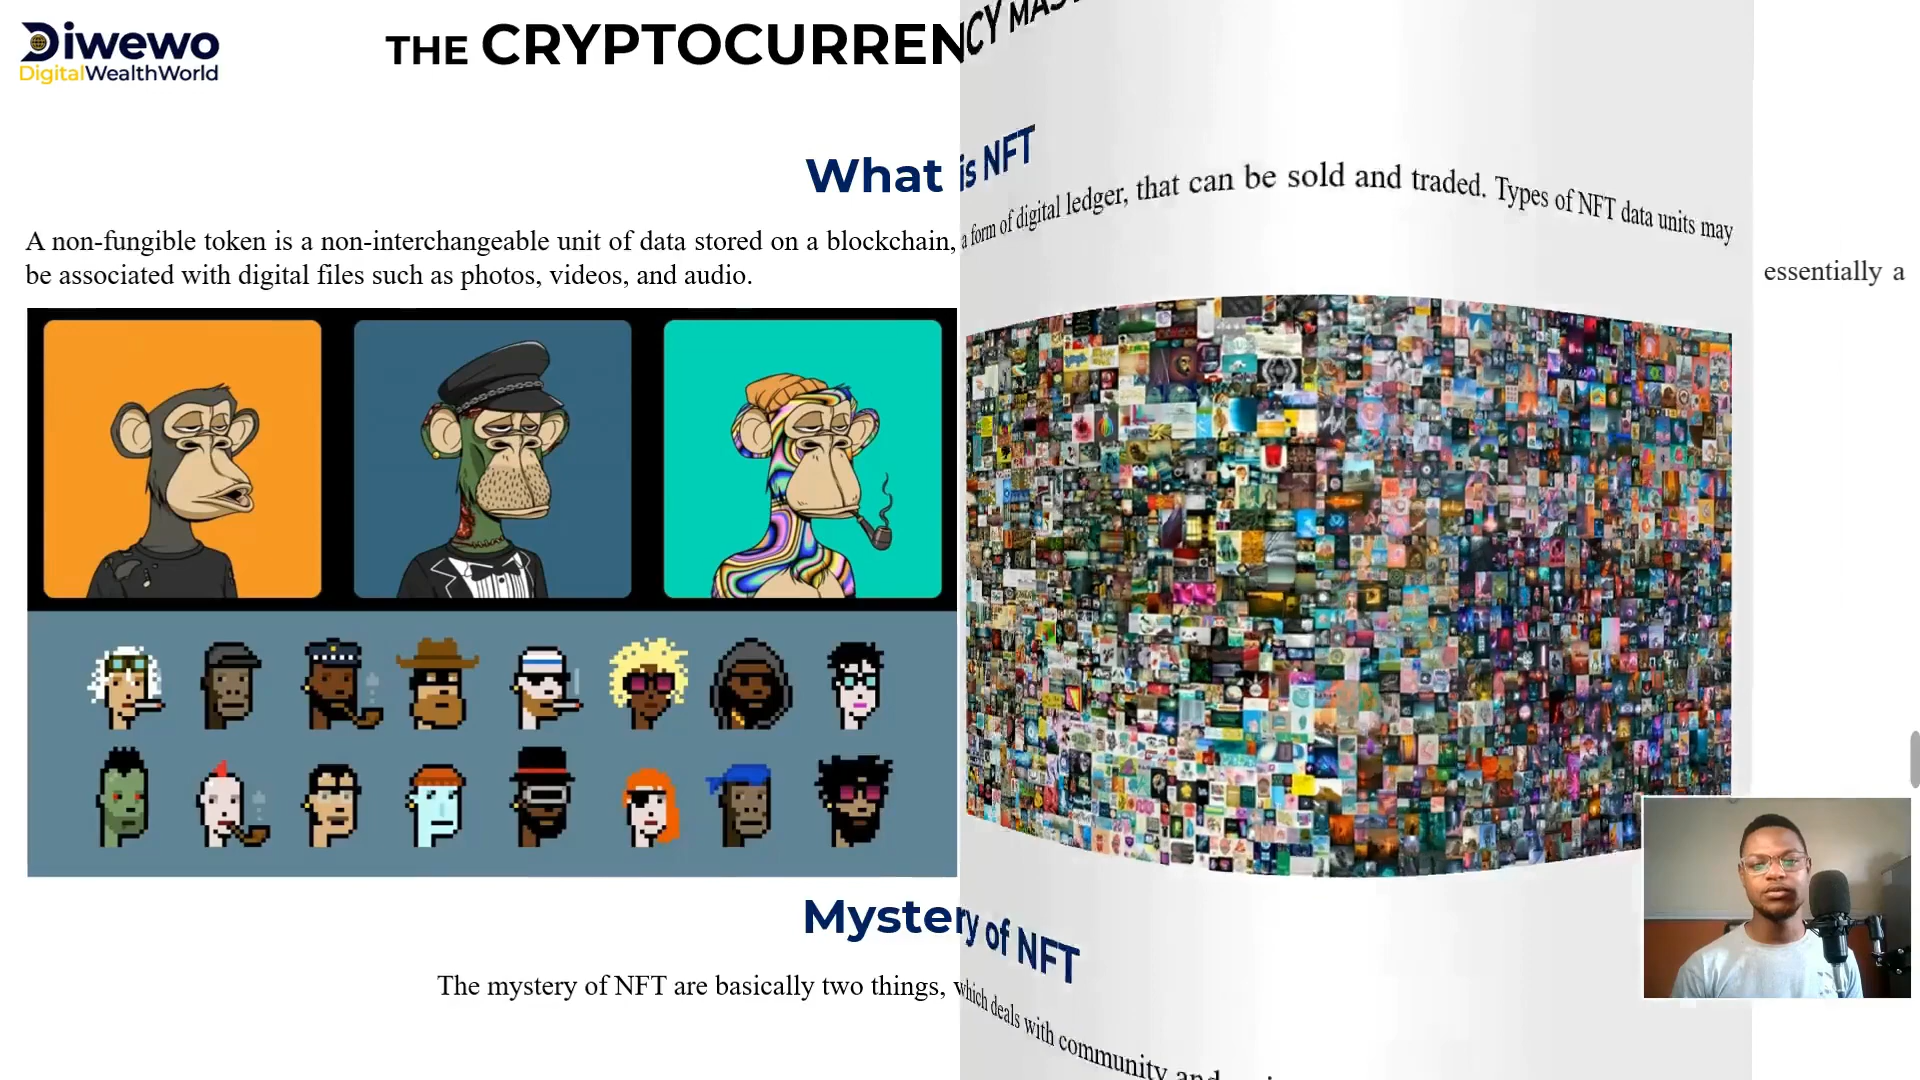 Diwewo
DigitalWealthWorld
THE CRYPTOCURRENCY
What is NFT
A non-fungible token is a non-interchangeable unit of data stored on a blockchain, a form of digital ledger, that can be sold and traded. Types of NFT data units may
be associated with digital files such as photos, videos, and audio.
essentially a
Mystery of NFT
The mystery of NFT are basically two things, which deals with community and